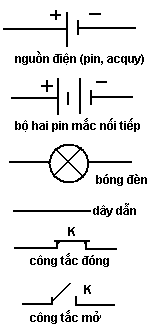 + −
nguồn điện (pin, acquy)
+ −
bộ hai pin mắc nối tiếp
bóng đèn
dây dẫn
K
công tắc đóng
K
công tắc mở